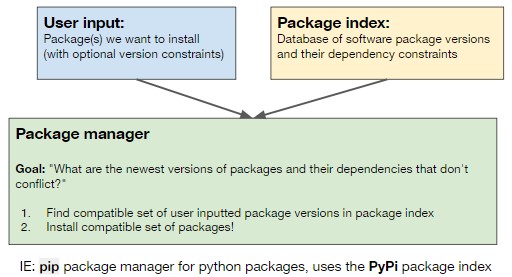 User input:
Package(s) we want to install
(with optional version constraints)
Package index:
Database of software package versions
and their dependency constraints
Package manager
Goal: "What are the newest versions of packages and their dependencies that don't
conflict?"
1. Find compatible set of user inputted package versions in package index
2. Install compatible set of packages!
IE: pip package manager for python packages, uses the PyPi package index